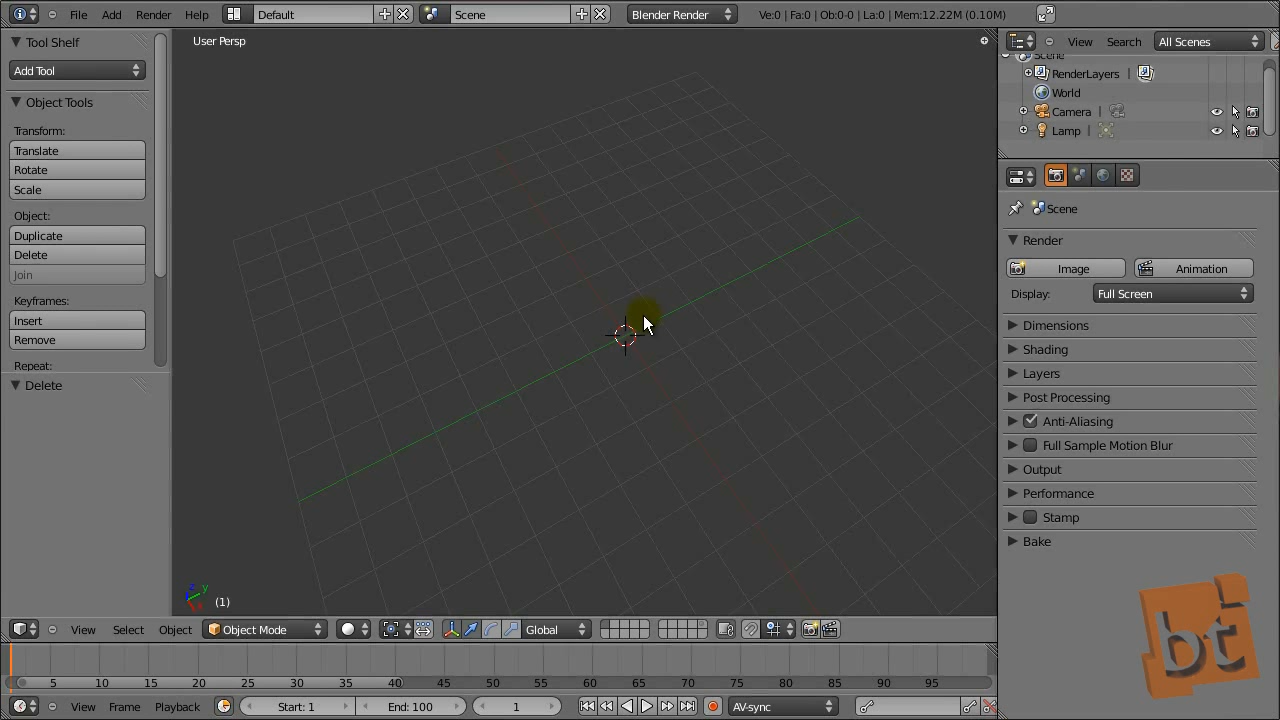 File Add Render Help Default Scene Blender Render Ve:0 | Fa:0 | Ob:0-0 | La:0 | Mem:12.22M (0.10M)
Tool Shelf
Add Tool
Object Tools
Transform:
Translate
Rotate
Scale
Object:
Duplicate
Delete
Join
Keyframes:
Insert
Remove
Repeat:
Delete
User Persp
z y x
(1)
View Select Object Object Mode Global
5 10 15 20 25 30 35 40 45 50 55 60 65 70 75 80 85 90 95
View Frame Playback Start: 1 End: 100 1 AV-sync
View Search All Scenes
Scene
RenderLayers |
World
Camera |
Lamp |
Scene
Render
Image Animation
Display: Full Screen
Dimensions
Shading
Layers
Post Processing
Anti-Aliasing
Full Sample Motion Blur
Output
Performance
Stamp
Bake
bt